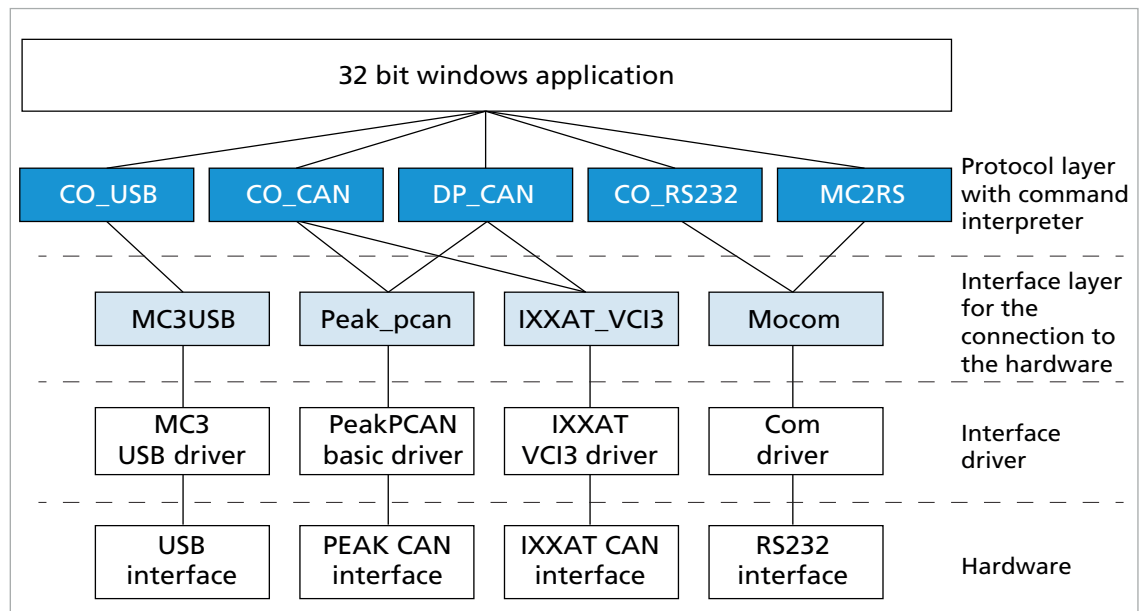 32 bit windows application
CO_USB
CO_CAN
DP_CAN
CO_RS232
MC2RS
Protocol layer
with command
interpreter
MC3USB
Peak_pcan
IXXAT_VCI3
Mocom
Interface layer
for the
connection to
the hardware
MC3
USB driver
PeakPCAN
basic driver
IXXAT
VCI3 driver
Com
driver
Interface
driver
USB
interface
PEAK CAN
interface
IXXAT CAN
interface
RS232
interface
Hardware